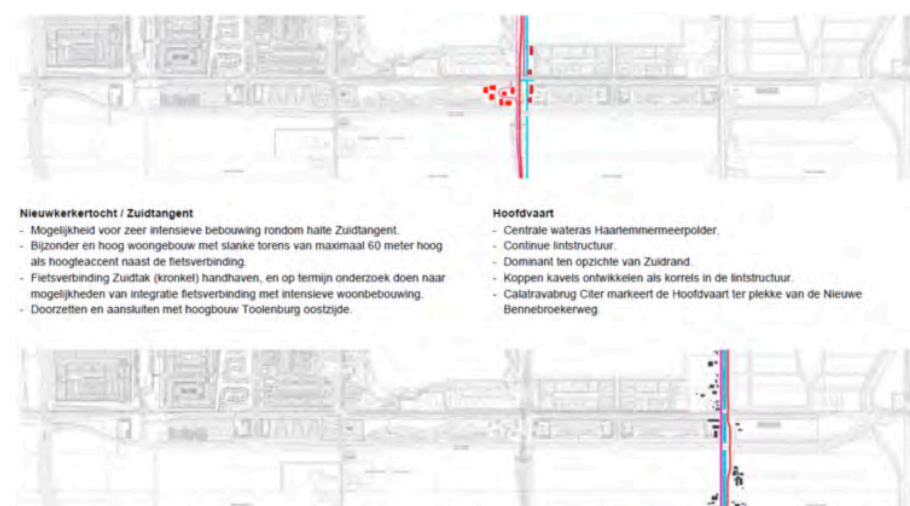 Nieuwkerkertocht / Zuidtangent
- Mogelijkheid voor zeer intensieve bebouwing rondom halte Zuidtangent.
- Bijzonder en hoog woongebouw met slanke torens van maximaal 60 meter hoog
als hoogteaccent naast de fietsverbinding.
- Fietsverbinding Zuidtak (kronkel) handhaven, en op termijn onderzoek doen naar
mogelijkheden van integratie fietsverbinding met intensieve woonbebouwing.
- Doorzetten en aansluiten met hoogbouw Toolenburg oostzijde.
Hoofdvaart
- Centrale wateras Haarlemmermeerpolder.
- Continue lintstructuur.
- Dominant ten opzichte van Zuidrand.
- Koppen kavels ontwikkelen als korrels in de lintstructuur.
- Calatravabrug Citer markeert de Hoofdvaart ter plekke van de Nieuwe
Bennebroekerweg.